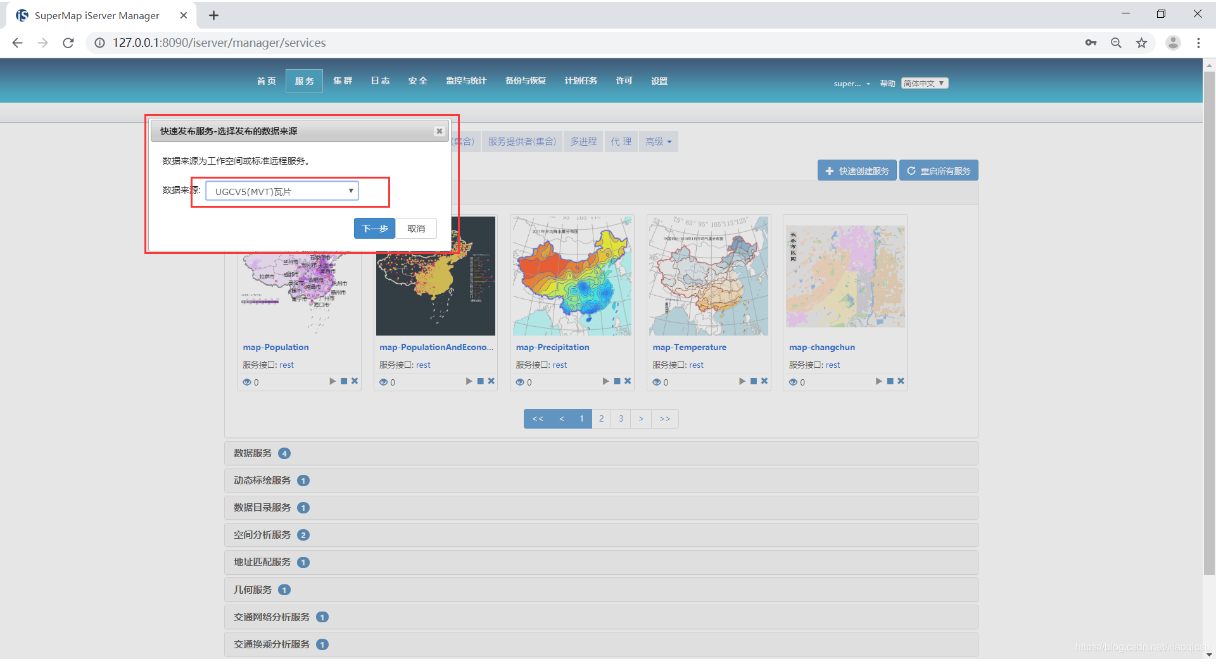 SuperMap iServer Manager
127.0.0.1:8090/iserver/manager/services
首页 服务 集群 日志 安全 监控与统计 备份与恢复 计划任务 许可 设置
super... 帮助 简体中文
快速发布服务-选择发布的数据来源
集合) 服务提供者(集合) 多进程 代理 高级
数据来源为工作空间或标准远程服务。
快速创建服务 重启所有服务
数据来源: UGCV5(MVT)瓦片
下一步 取消
map-Population map-PopulationAndEcono... map-Precipitation map-Temperature map-changchun
服务接口: rest 服务接口: rest 服务接口: rest 服务接口: rest 服务接口: rest
0 0 0 0 0
<< < 1 2 3 > >>
数据服务 4
动态标绘服务 1
数据目录服务 1
空间分析服务 2
地址匹配服务 1
几何服务 1
交通网络分析服务 1
交通换乘分析服务 1